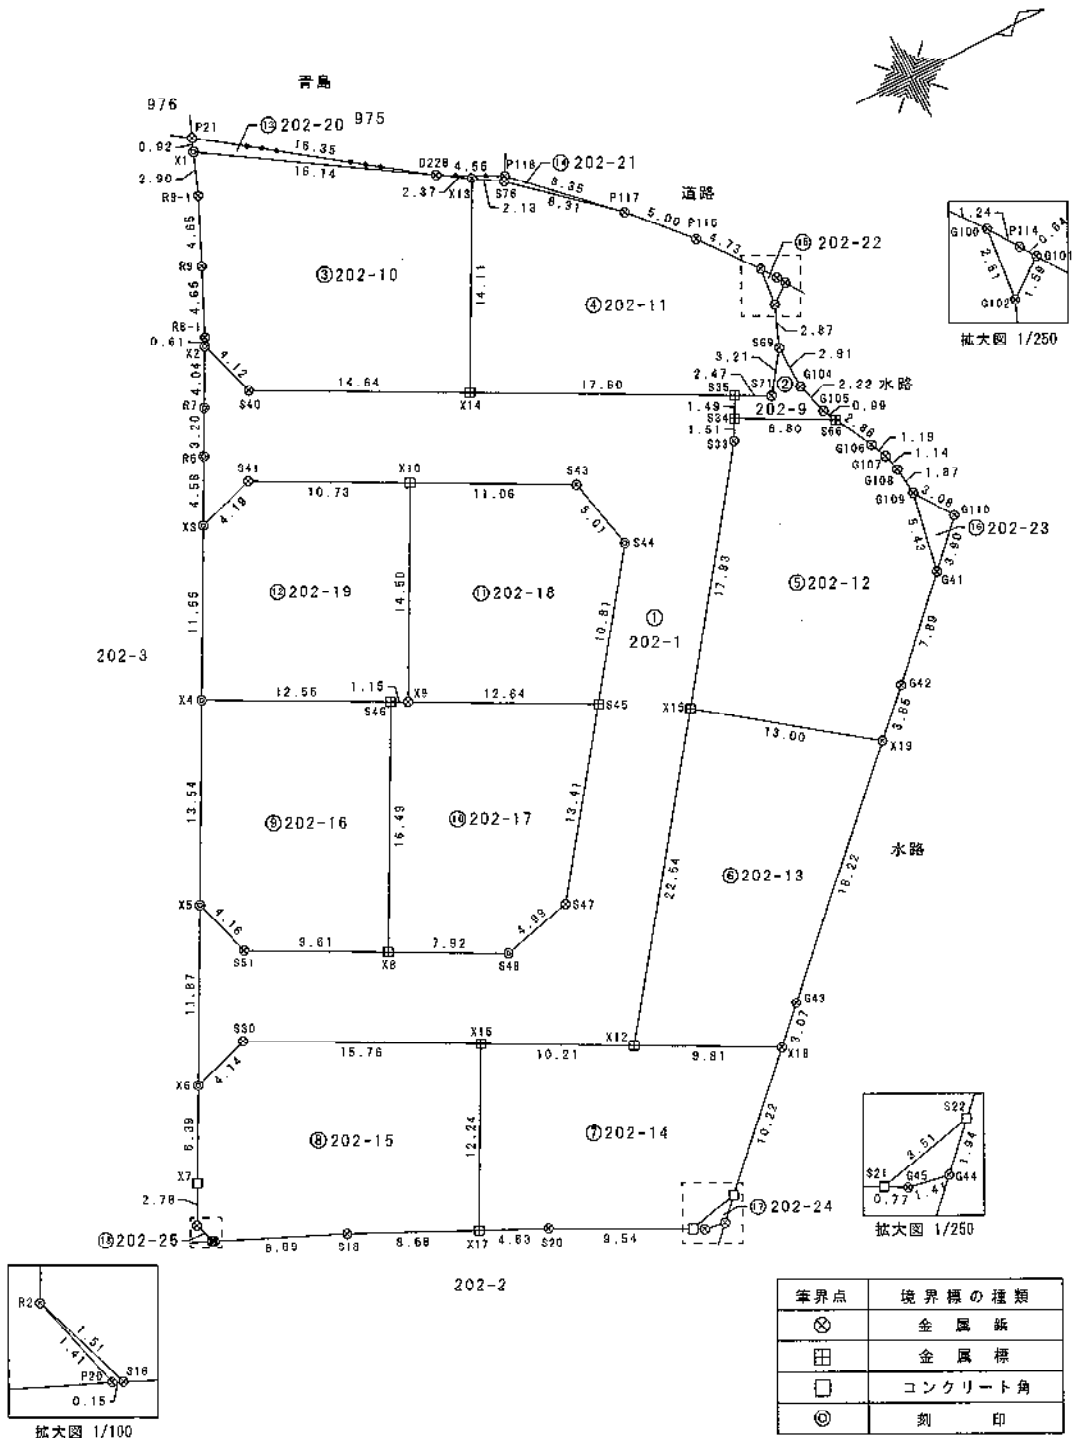 青島
976
P21
⑬202-20
975
0.92
16.35
X1
16.14
D228
4.56
P118
⑭202-21
2.90
2.37
X13
2.13
S76
8.35
8.31
P117
道路
R9-1
5.00
P116
4.73
⑮202-22
4.65
R9
③202-10
14.11
④202-11
4.65
R8-1
0.61
X2
4.12
2.87
S69
3.21
2.91
4.04
S40
14.64
X14
17.60
S35
2.47
S71
②
G104
2.22
水路
R7
1.49
S34
202-9
G105
0.99
3.20
1.51
6.80
S66
2.86
R6
S33
G106
1.19
G107
1.14
4.58
S41
10.73
X10
11.06
S43
G108
1.87
G109
3.08
G110
X3
4.19
5.07
S44
5.43
3.90
⑯202-23
G41
11.65
⑫202-19
14.50
⑪202-18
10.81
17.93
⑤202-12
①
202-1
7.89
202-3
X4
12.56
1.15
S46
X9
12.64
S45
X15
G42
3.85
13.00
X19
13.54
⑨202-16
16.49
⑩202-17
13.41
水路
22.54
⑥202-13
18.22
X5
4.16
S51
9.61
X8
7.92
S48
4.99
S47
11.87
G43
3.07
S30
15.76
X16
10.21
X12
9.81
X18
X6
4.14
6.39
⑧202-15
12.24
⑦202-14
10.22
X7
2.78
⑱202-25
8.69
S18
8.68
X17
4.63
S20
9.54
⑰202-24
202-2
1.24
G100
P114
0.64
G101
2.81
1.59
G102
拡大図 1/250
S22
3.51
1.94
S21
G45
G44
0.77
1.41
拡大図 1/250
R2
1.51
1.41
P20
S16
0.15
拡大図 1/100
筆界点 境界標の種類
金属鋲
金属標
コンクリート角
刻印